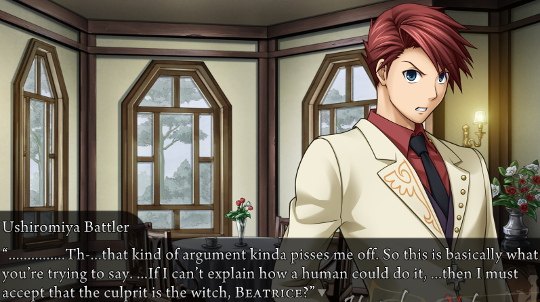 Ushiromiya Battler
“...............Th-...that kind of argument kinda pisses me off. So this is basically what
you're trying to say. ...If I can't explain how a human could do it, ...then I must
accept that the culprit is the witch, BEATRICE?”